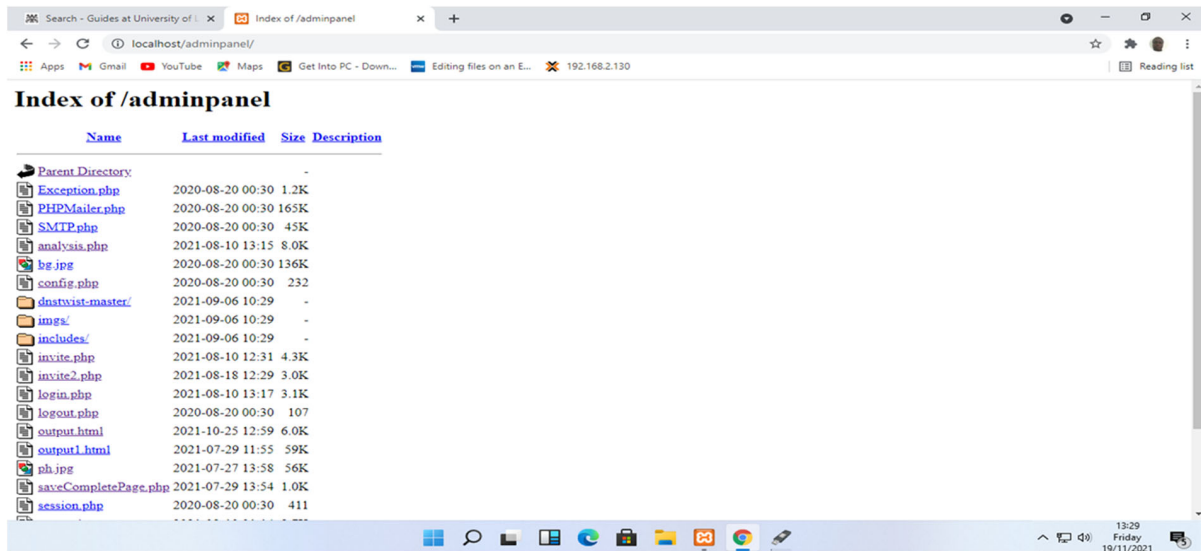 Search - Guides at University of L
Index of /adminpanel
localhost/adminpanel/
Apps Gmail YouTube Maps Get Into PC - Down... Editing files on an E... 192.168.2.130 Reading list
Index of /adminpanel
Name Last modified Size Description
Parent Directory -
Exception.php 2020-08-20 00:30 1.2K
PHPMailer.php 2020-08-20 00:30 165K
SMTP.php 2020-08-20 00:30 45K
analysis.php 2021-08-10 13:15 8.0K
bg.jpg 2020-08-20 00:30 136K
config.php 2020-08-20 00:30 232
dnstwist-master/ 2021-09-06 10:29 -
imgs/ 2021-09-06 10:29 -
includes/ 2021-09-06 10:29 -
invite.php 2021-08-10 12:31 4.3K
invite2.php 2021-08-18 12:29 3.0K
login.php 2021-08-10 13:17 3.1K
logout.php 2020-08-20 00:30 107
output.html 2021-10-25 12:59 6.0K
output1.html 2021-07-29 11:55 59K
ph.jpg 2021-07-27 13:58 56K
saveCompletePage.php 2021-07-29 13:54 1.0K
session.php 2020-08-20 00:30 411
13:29
Friday
19/11/2021